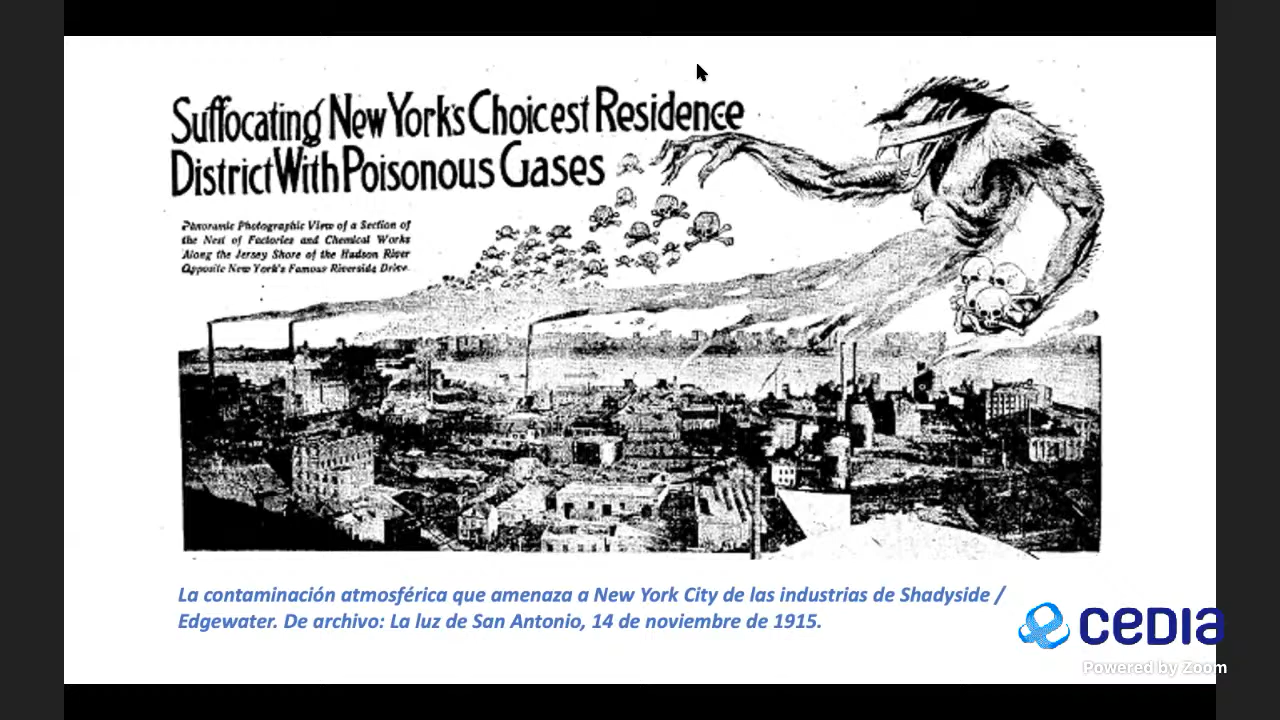 Suffocating New York's Choicest Residence
District With Poisonous Gases
Panoramic Photographic View of a Section of
the Nest of Factories and Chemical Works
Along the Jersey Shore of the Hudson River
Opposite New York's Famous Riverside Drive.
La contaminación atmosférica que amenaza a New York City de las industrias de Shadyside /
Edgewater. De archivo: La luz de San Antonio, 14 de noviembre de 1915.
CEDIA
Powered by Zoom